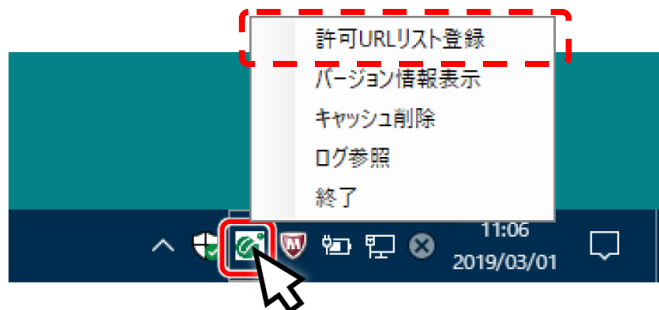 許可URLリスト登録
バージョン情報表示
キャッシュ削除
ログ参照
終了
11:06
2019/03/01